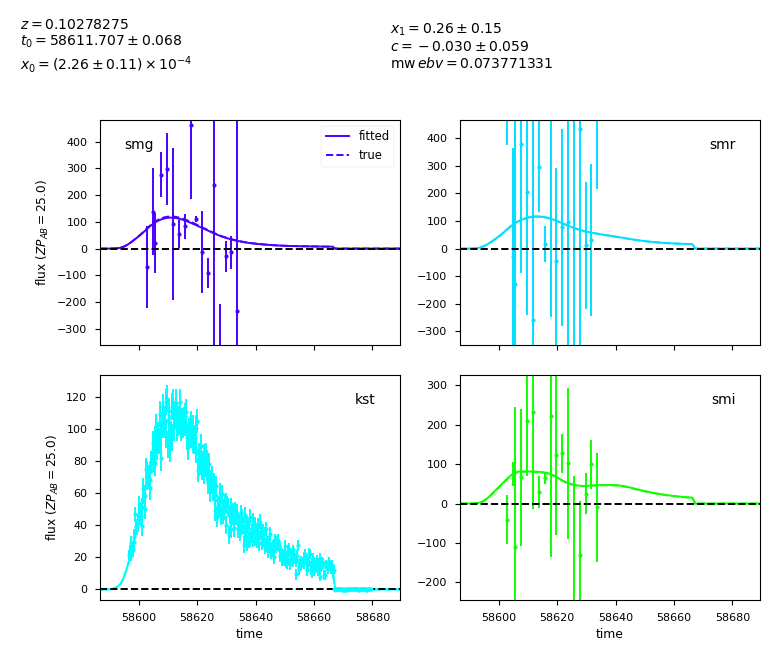 z = 0.10278275
t₀ = 58611.707 ± 0.068
x₀ = (2.26 ± 0.11) × 10⁻⁴
x₁ = 0.26 ± 0.15
c = −0.030 ± 0.059
mw ebv = 0.073771331
smg
fitted
true
400
300
200
100
0
−100
−200
−300
flux (ZP_AB = 25.0)
smr
400
300
200
100
0
−100
−200
−300
kst
120
100
80
60
40
20
0
flux (ZP_AB = 25.0)
58600 58620 58640 58660 58680
time
smi
300
200
100
0
−100
−200
58600 58620 58640 58660 58680
time